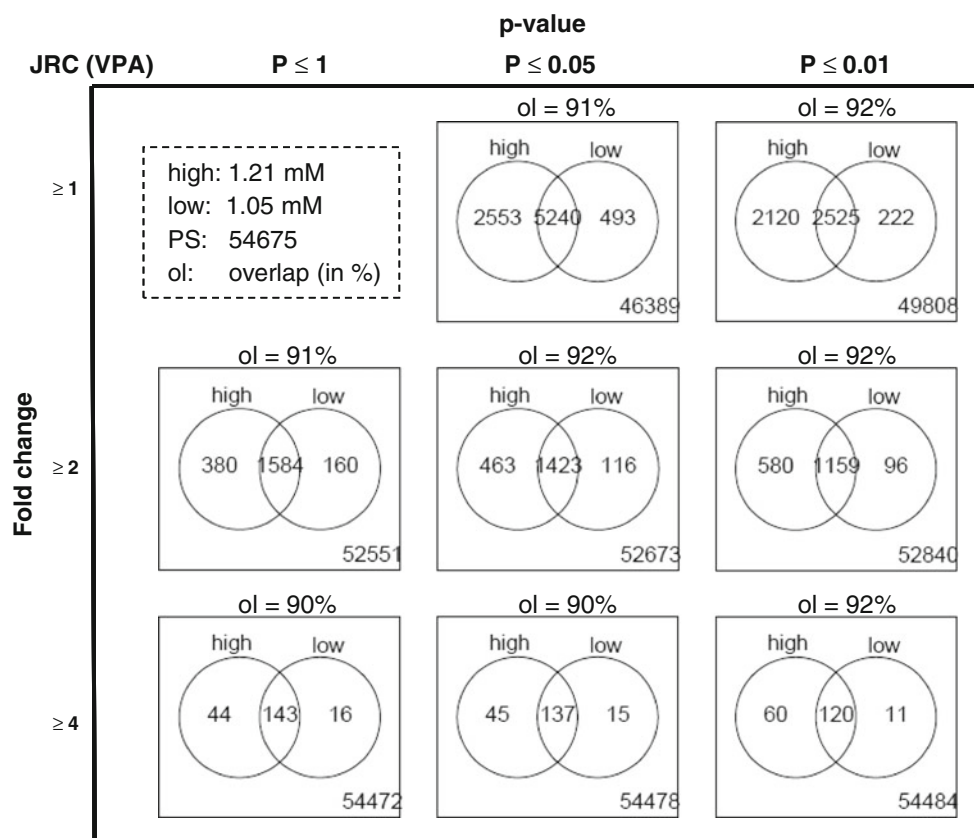 p-value
JRC (VPA) P ≤ 1 P ≤ 0.05 P ≤ 0.01
ol = 91% ol = 92%
high: 1.21 mM
low: 1.05 mM
PS: 54675
ol: overlap (in %)
high low
2553 5240 493
46389
high low
2120 2525 222
49808
≥ 1
Fold change
≥ 2
ol = 91% ol = 92% ol = 92%
high low
380 1584 160
52551
high low
463 1423 116
52673
high low
580 1159 96
52840
≥ 4
ol = 90% ol = 90% ol = 92%
high low
44 143 16
54472
high low
45 137 15
54478
high low
60 120 11
54484